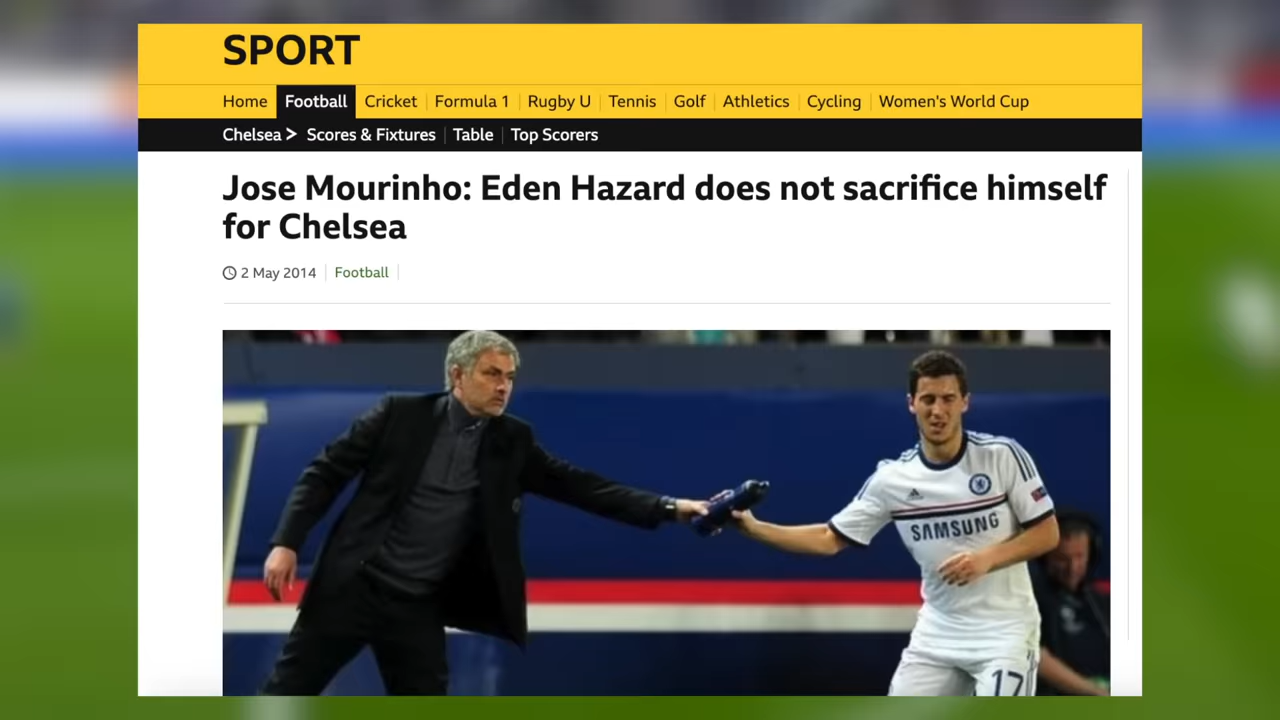 SPORT
Home Football Cricket Formula 1 Rugby U Tennis Golf Athletics Cycling Women's World Cup
Chelsea > Scores & Fixtures Table Top Scorers
Jose Mourinho: Eden Hazard does not sacrifice himself
for Chelsea
2 May 2014 Football
SAMSUNG
17